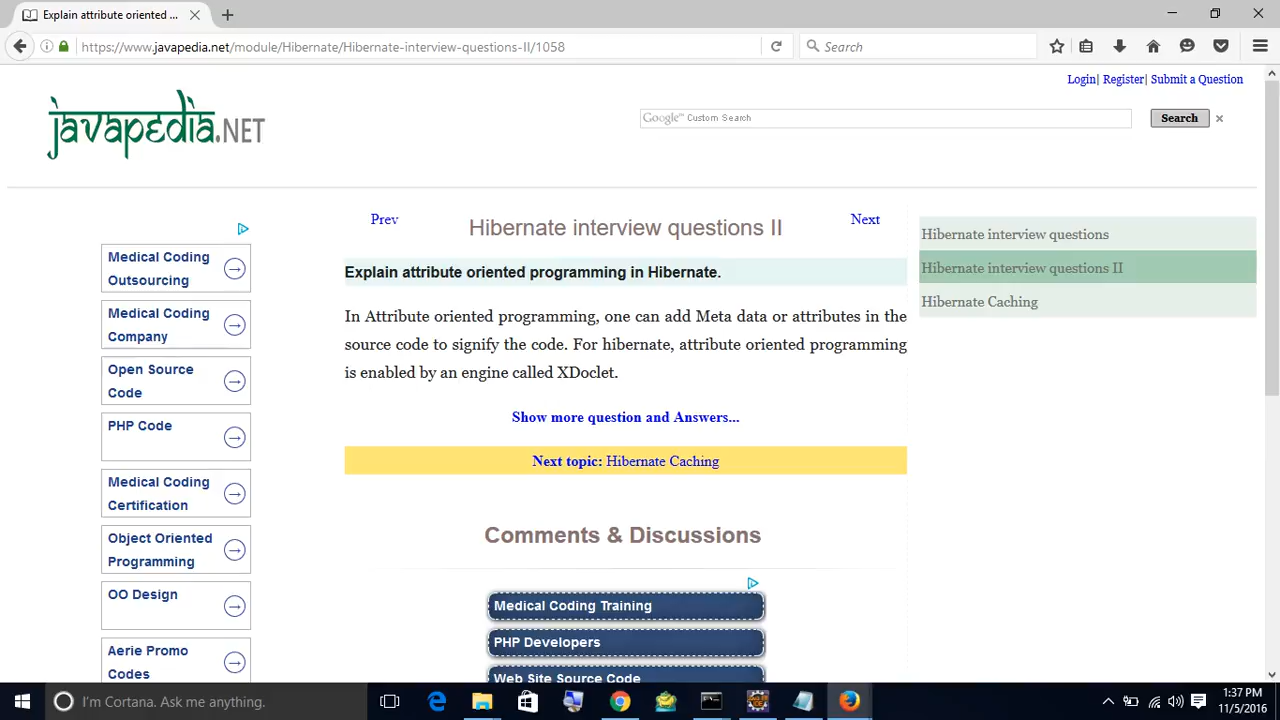 Explain attribute oriented ...
https://www.javapedia.net/module/Hibernate/Hibernate-interview-questions-II/1058
Search
Login| Register| Submit a Question
javapedia.NET
Google™ Custom Search
Search
×
Prev
Hibernate interview questions II
Next
Explain attribute oriented programming in Hibernate.
In Attribute oriented programming, one can add Meta data or attributes in the
source code to signify the code. For hibernate, attribute oriented programming
is enabled by an engine called XDoclet.
Show more question and Answers...
Next topic: Hibernate Caching
Comments & Discussions
Medical Coding Training
PHP Developers
Web Site Source Code
Medical Coding
Outsourcing
Medical Coding
Company
Open Source
Code
PHP Code
Medical Coding
Certification
Object Oriented
Programming
OO Design
Aerie Promo
Codes
Hibernate interview questions
Hibernate interview questions II
Hibernate Caching
I'm Cortana. Ask me anything.
1:37 PM
11/5/2016